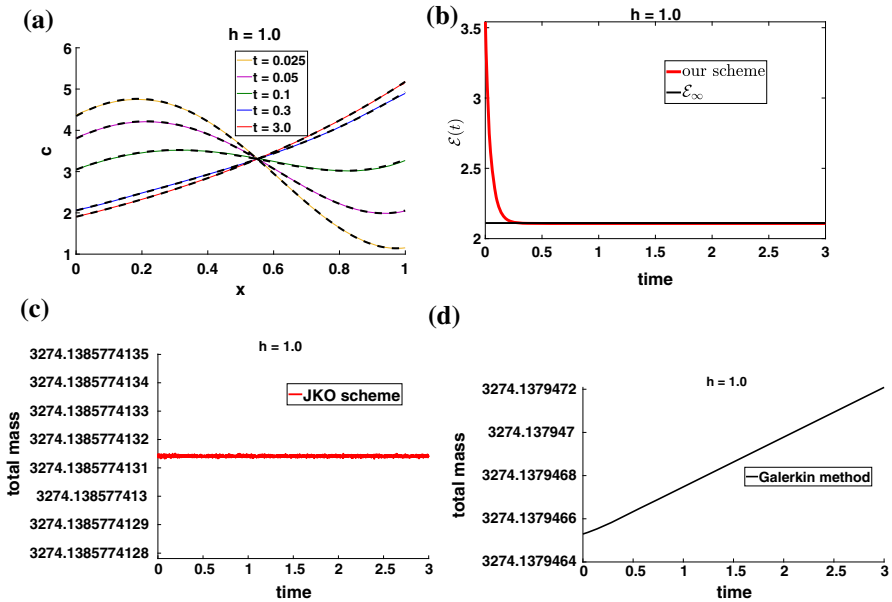 (a)
h = 1.0
6
5
4
3
2
1
c
t = 0.025
t = 0.05
t = 0.1
t = 0.3
t = 3.0
0
0.2
0.4
0.6
0.8
1
x
(b)
h = 1.0
3.5
3
2.5
2
ℰ(t)
our scheme
ℰ∞
0
0.5
1
1.5
2
2.5
3
time
(c)
h = 1.0
3274.1385774135
3274.1385774134
3274.1385774133
3274.1385774132
3274.1385774131
3274.138577413
3274.1385774129
3274.1385774128
total mass
JKO scheme
0
0.5
1
1.5
2
2.5
3
time
(d)
h = 1.0
3274.1379472
3274.137947
3274.1379468
3274.1379466
3274.1379464
total mass
Galerkin method
0
0.5
1
1.5
2
2.5
3
time